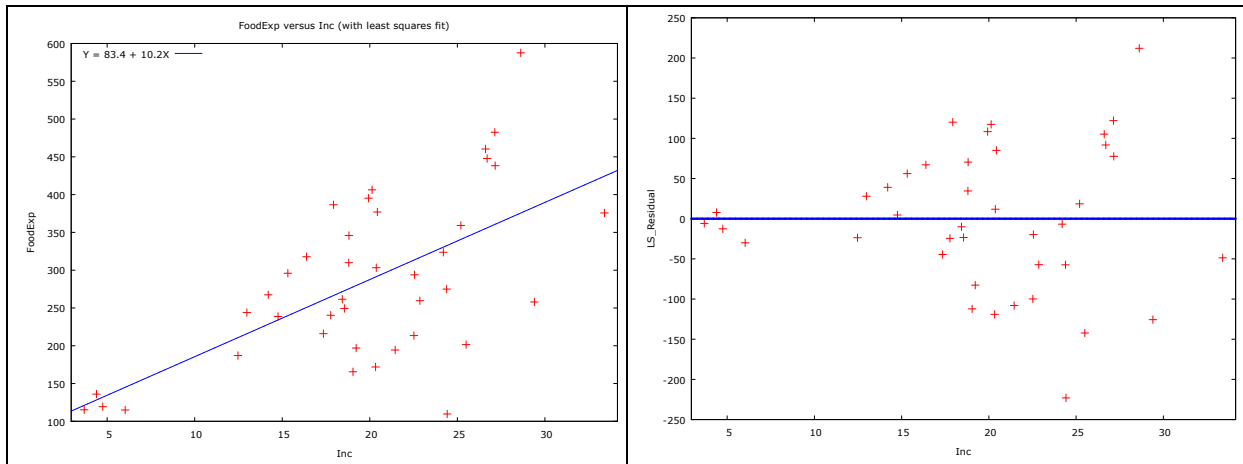 FoodExp versus Inc (with least squares fit)
Y = 83.4 + 10.2X
FoodExp
600
550
500
450
400
350
300
250
200
150
100
5 10 15 20 25 30
Inc
LS_Residual
250
200
150
100
50
0
-50
-100
-150
-200
-250
5 10 15 20 25 30
Inc